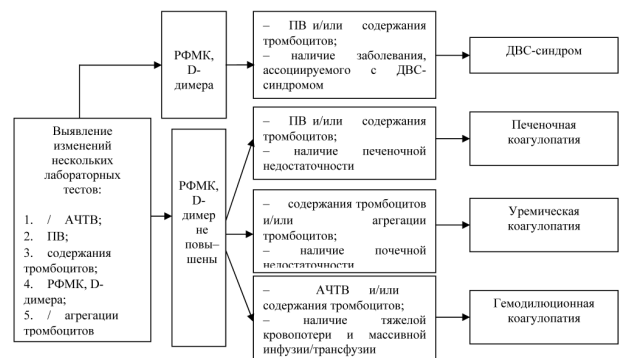 Выявление
изменений
нескольких
лабораторных
тестов:
1. / АЧТВ;
2. ПВ;
3. содержания
тромбоцитов;
4. РФМК, D-
димера;
5. / агрегации
тромбоцитов
РФМК,
D-
димера
– ПВ и/или содержания
тромбоцитов;
– наличие заболевания,
ассоциируемого с ДВС-
синдромом
ДВС-синдром
РФМК,
D-
димер
не
повы–
шены
– ПВ и/или содержания
тромбоцитов;
– наличие печеночной
недостаточности
Печеночная
коагулопатия
– содержания тромбоцитов
и/или агрегации
тромбоцитов;
– наличие почечной
недостаточности
Уремическая
коагулопатия
– АЧТВ и/или
содержания тромбоцитов;
– наличие тяжелой
кровопотери и массивной
инфузии/трансфузии
Гемодилюционная
коагулопатия